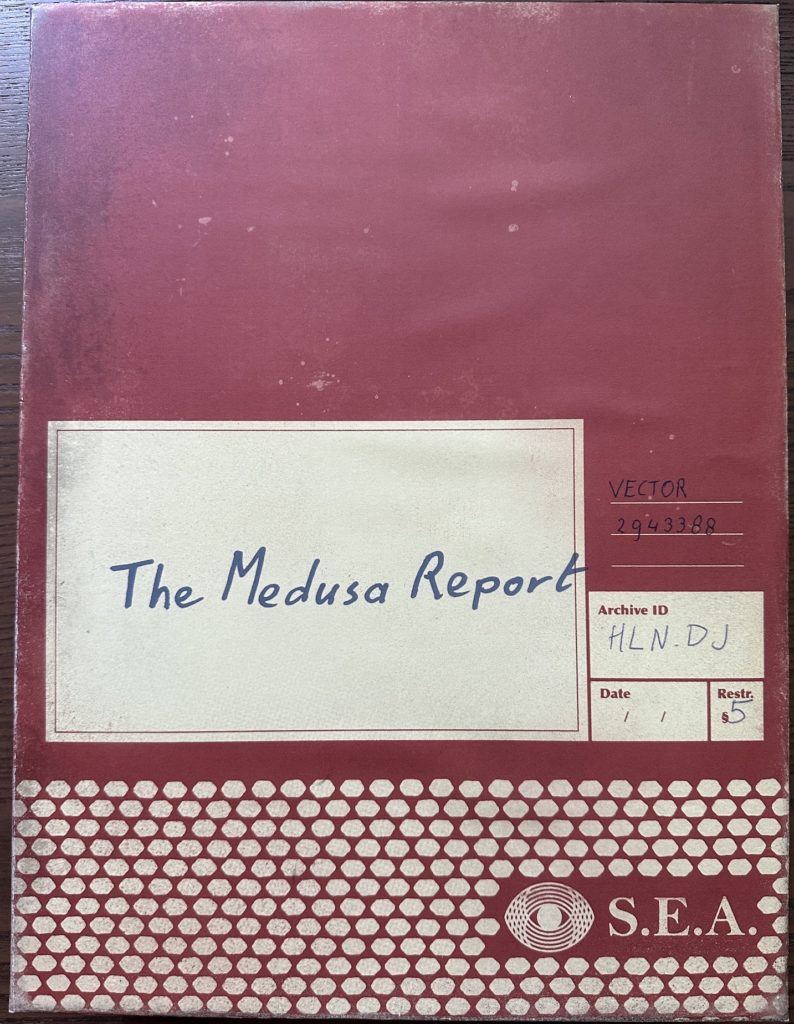 The Medusa Report
VECTOR
2943388
Archive ID
HLN.DJ
Date
/ /
Restr.
§5
S.E.A.